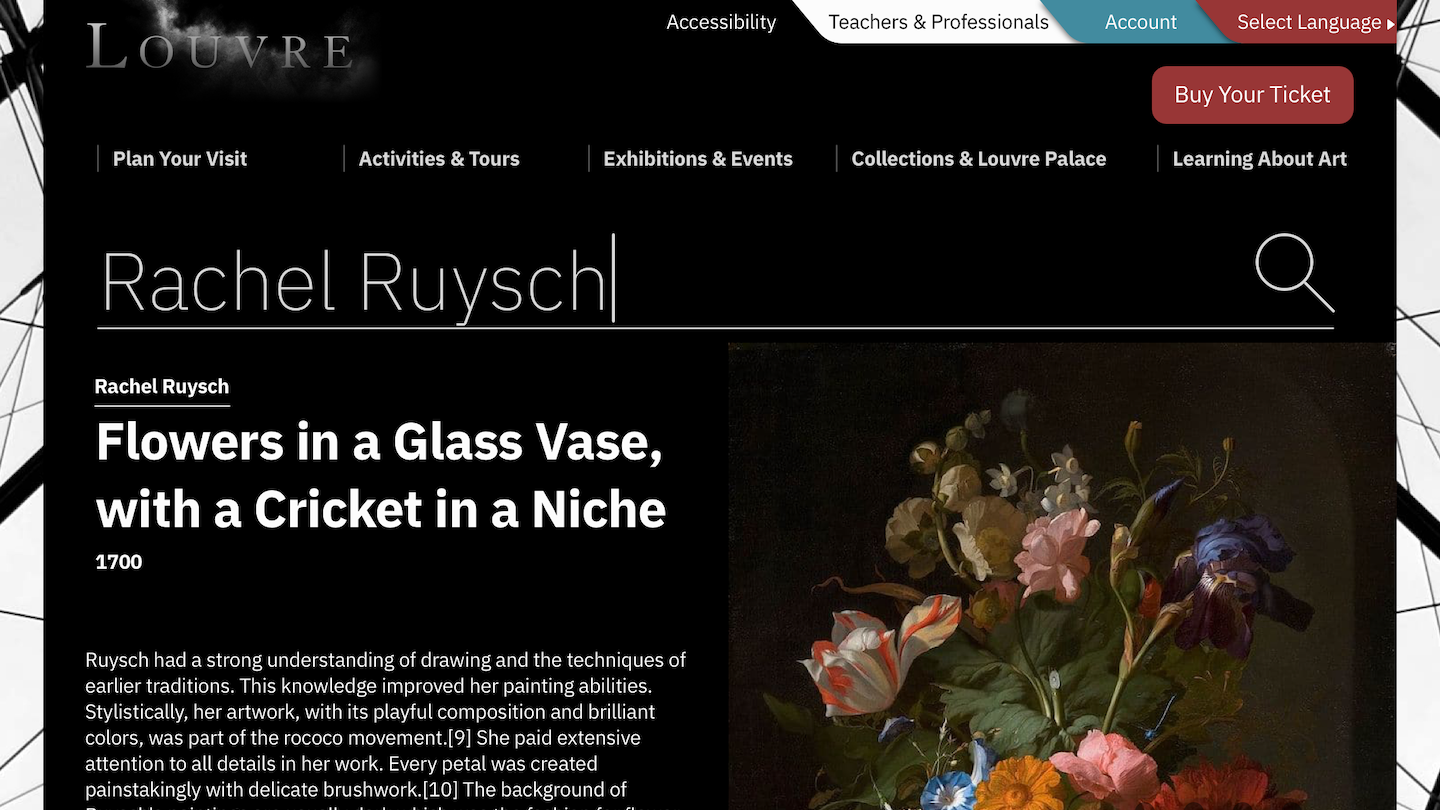 LOUVRE
Accessibility
Teachers & Professionals
Account
Select Language
Buy Your Ticket
Plan Your Visit
Activities & Tours
Exhibitions & Events
Collections & Louvre Palace
Learning About Art
Rachel Ruysch
Rachel Ruysch
Flowers in a Glass Vase,
with a Cricket in a Niche
1700
Ruysch had a strong understanding of drawing and the techniques of
earlier traditions. This knowledge improved her painting abilities.
Stylistically, her artwork, with its playful composition and brilliant
colors, was part of the rococo movement.[9] She paid extensive
attention to all details in her work. Every petal was created
painstakingly with delicate brushwork.[10] The background of